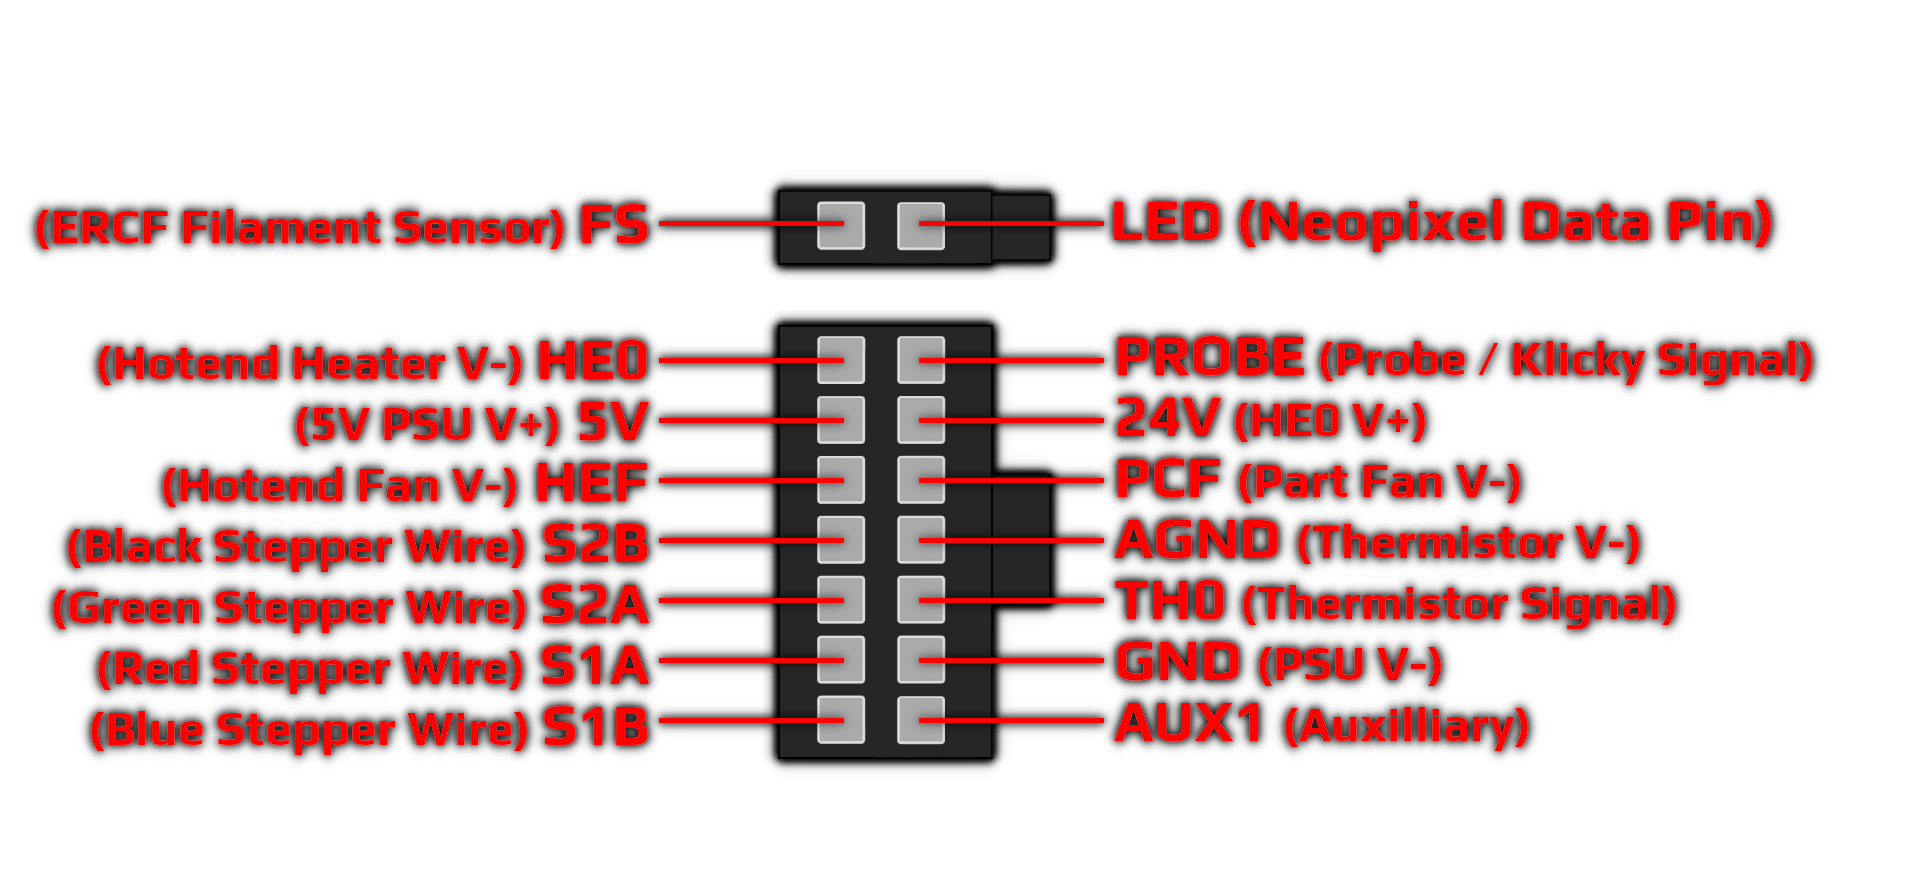 (ERCF Filament Sensor) FS
LED (Neopixel Data Pin)
(Hotend Heater V-) HE0
PROBE (Probe / Klicky Signal)
(5V PSU V+) 5V
24V (HE0 V+)
(Hotend Fan V-) HEF
PCF (Part Fan V-)
(Black Stepper Wire) S2B
AGND (Thermistor V-)
(Green Stepper Wire) S2A
TH0 (Thermistor Signal)
(Red Stepper Wire) S1A
GND (PSU V-)
(Blue Stepper Wire) S1B
AUX1 (Auxilliary)